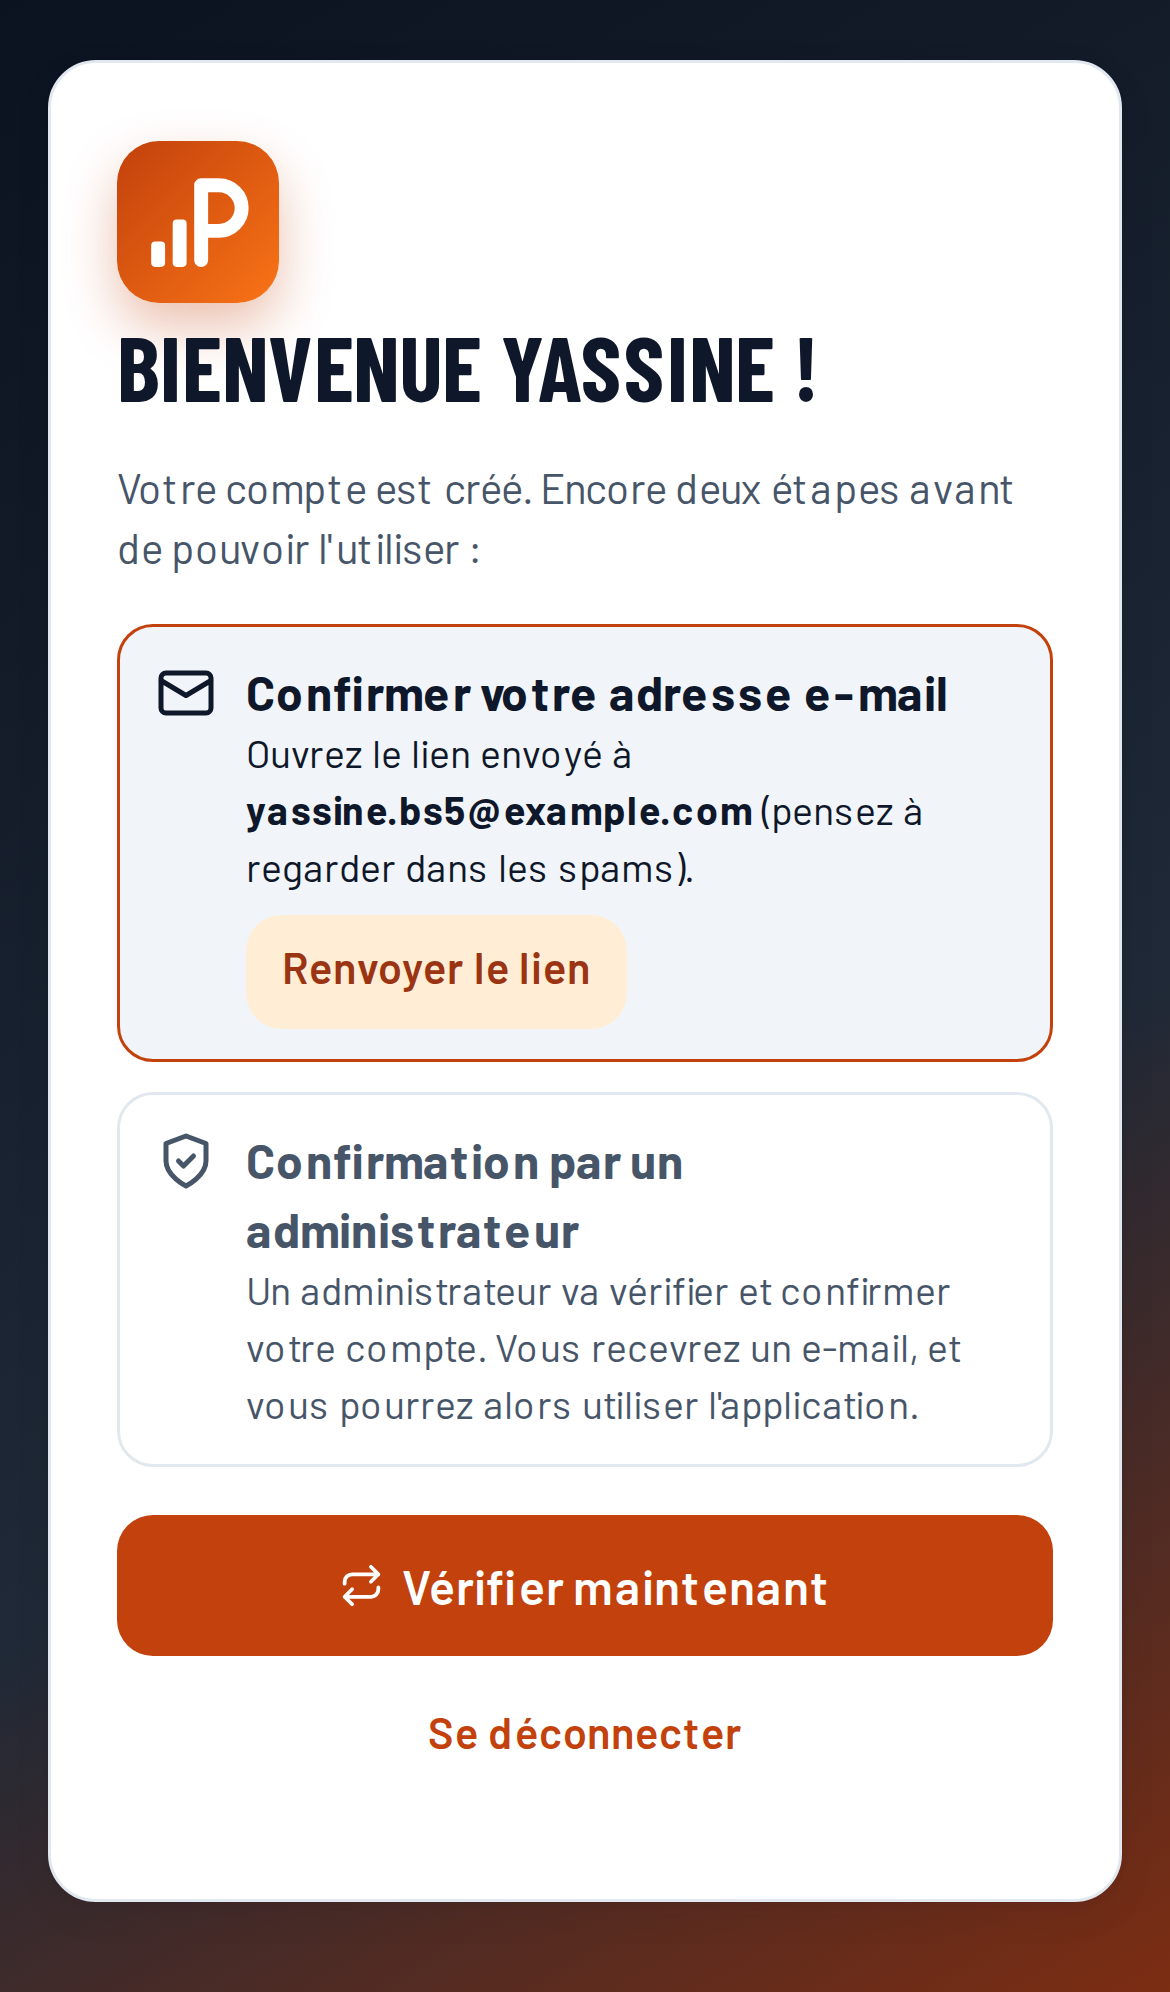 P
BIENVENUE YASSINE !
Votre compte est créé. Encore deux étapes avant
de pouvoir l'utiliser :
Confirmer votre adresse e-mail
Ouvrez le lien envoyé à
yassine.bs5@example.com (pensez à
regarder dans les spams).
Renvoyer le lien
Confirmation par un
administrateur
Un administrateur va vérifier et confirmer
votre compte. Vous recevrez un e-mail, et
vous pourrez alors utiliser l'application.
Vérifier maintenant
Se déconnecter